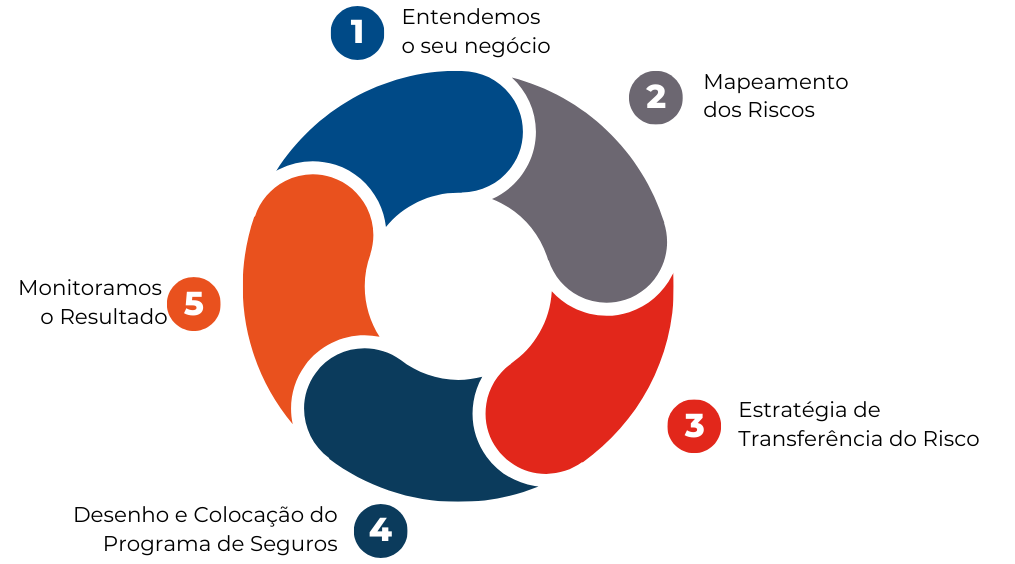 1
Entendemos
o seu negócio
2
Mapeamento
dos Riscos
3
Estratégia de
Transferência do Risco
4
Desenho e Colocação do
Programa de Seguros
5
Monitoramos
o Resultado